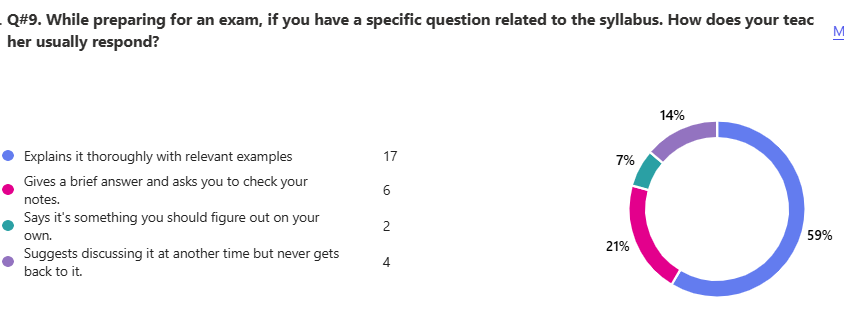 . Q#9. While preparing for an exam, if you have a specific question related to the syllabus. How does your teac
her usually respond?
M
Explains it thoroughly with relevant examples 17
Gives a brief answer and asks you to check your
notes. 6
Says it's something you should figure out on your
own. 2
Suggests discussing it at another time but never gets
back to it. 4
14%
7%
21%
59%